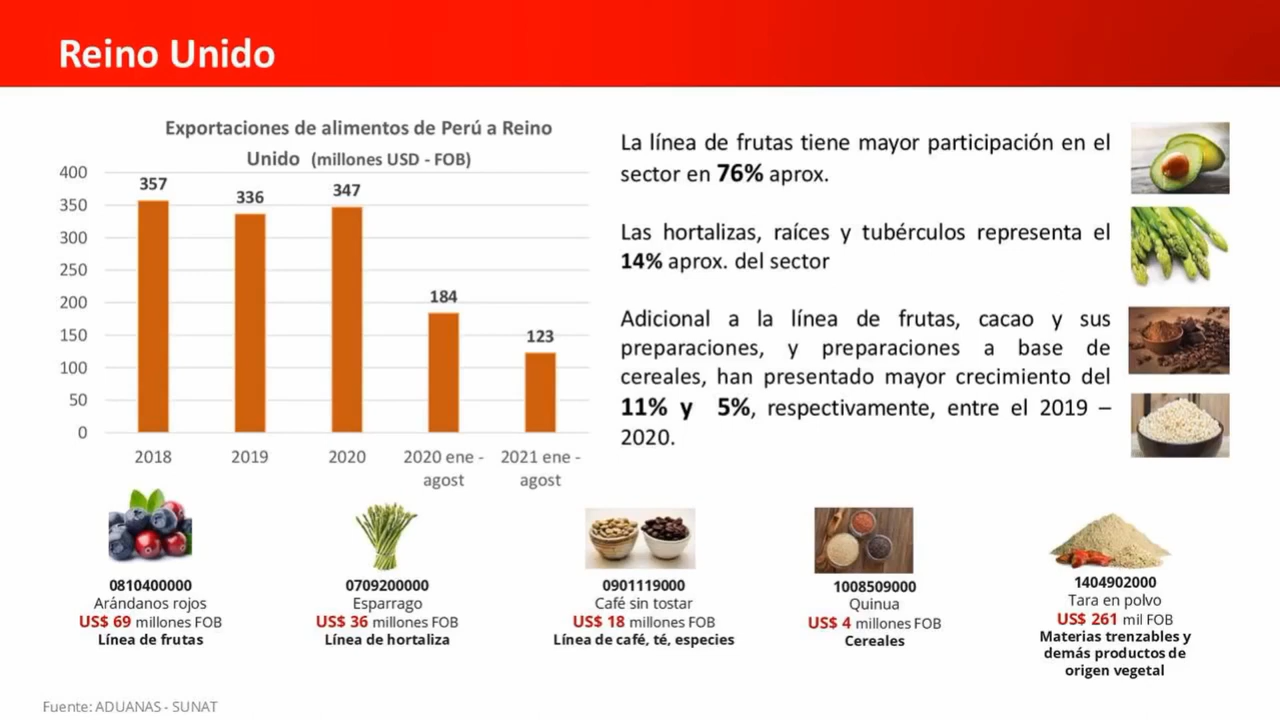 Reino Unido
Exportaciones de alimentos de Perú a Reino
Unido (millones USD - FOB)
400
350
300
250
200
150
100
50
0
357
336
347
184
123
2018
2019
2020
2020 ene -
agost
2021 ene -
agost
La línea de frutas tiene mayor participación en el
sector en 76% aprox.
Las hortalizas, raíces y tubérculos representa el
14% aprox. del sector
Adicional a la línea de frutas, cacao y sus
preparaciones, y preparaciones a base de
cereales, han presentado mayor crecimiento del
11% y 5%, respectivamente, entre el 2019 –
2020.
0810400000
Arándanos rojos
US$ 69 millones FOB
Línea de frutas
0709200000
Esparrago
US$ 36 millones FOB
Línea de hortaliza
0901119000
Café sin tostar
US$ 18 millones FOB
Línea de café, té, especies
1008509000
Quinua
US$ 4 millones FOB
Cereales
1404902000
Tara en polvo
US$ 261 mil FOB
Materias trenzables y
demás productos de
origen vegetal
Fuente: ADUANAS - SUNAT